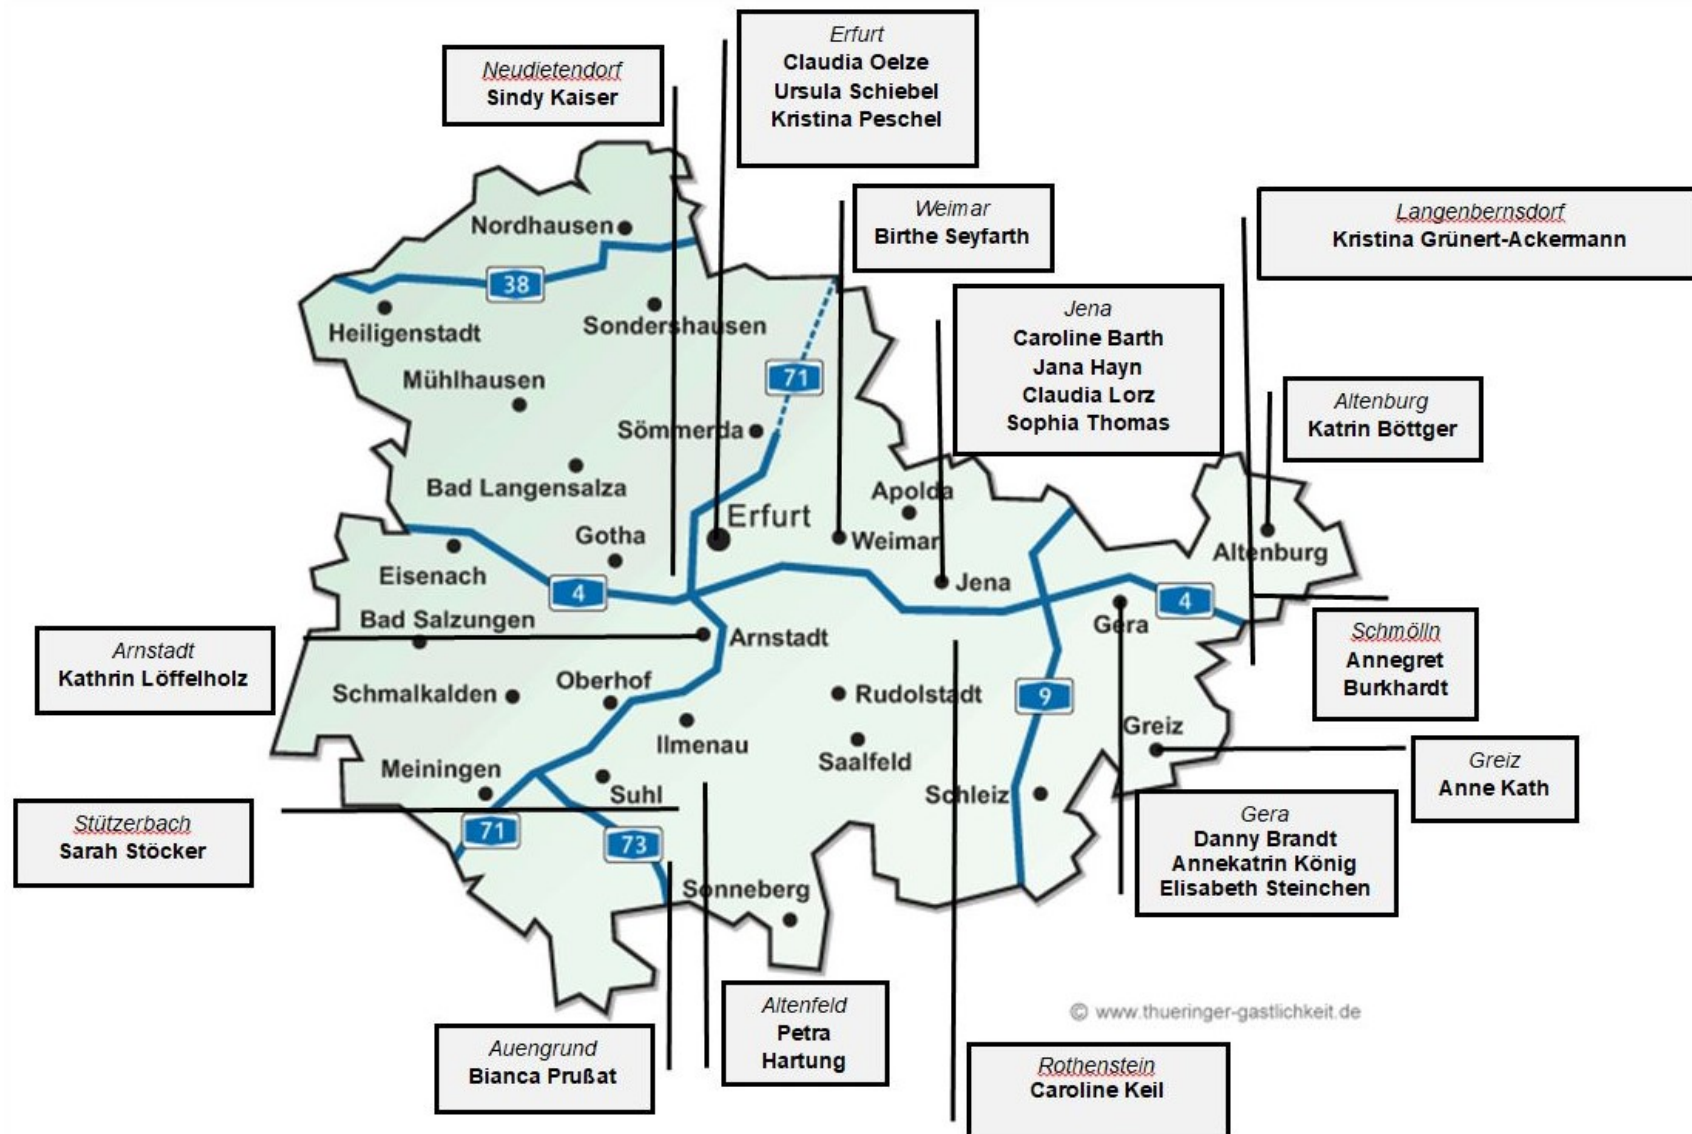 Erfurt
Claudia Oelze
Ursula Schiebel
Kristina Peschel
Neudietendorf
Sindy Kaiser
Weimar
Birthe Seyfarth
Langenbernsdorf
Kristina Grünert-Ackermann
Jena
Caroline Barth
Jana Hayn
Claudia Lorz
Sophia Thomas
Altenburg
Katrin Böttger
Nordhausen
38
Heiligenstadt
Sondershausen
Mühlhausen
71
Sömmerda
Bad Langensalza
Apolda
Erfurt
Gotha
Weimar
Altenburg
Eisenach
4
Jena
4
Bad Salzungen
Gera
Arnstadt
Arnstadt
Kathrin Löffelholz
Schmölln
Annegret
Burkhardt
Schmalkalden
Oberhof
Rudolstadt
9
Ilmenau
Saalfeld
Greiz
Greiz
Anne Kath
Meiningen
Suhl
Schleiz
Stützerbach
Sarah Stöcker
71
73
Gera
Danny Brandt
Annekatrin König
Elisabeth Steinchen
Sonneberg
Altenfeld
Petra
Hartung
© www.thueringer-gastlichkeit.de
Auengrund
Bianca Prußat
Rothenstein
Caroline Keil